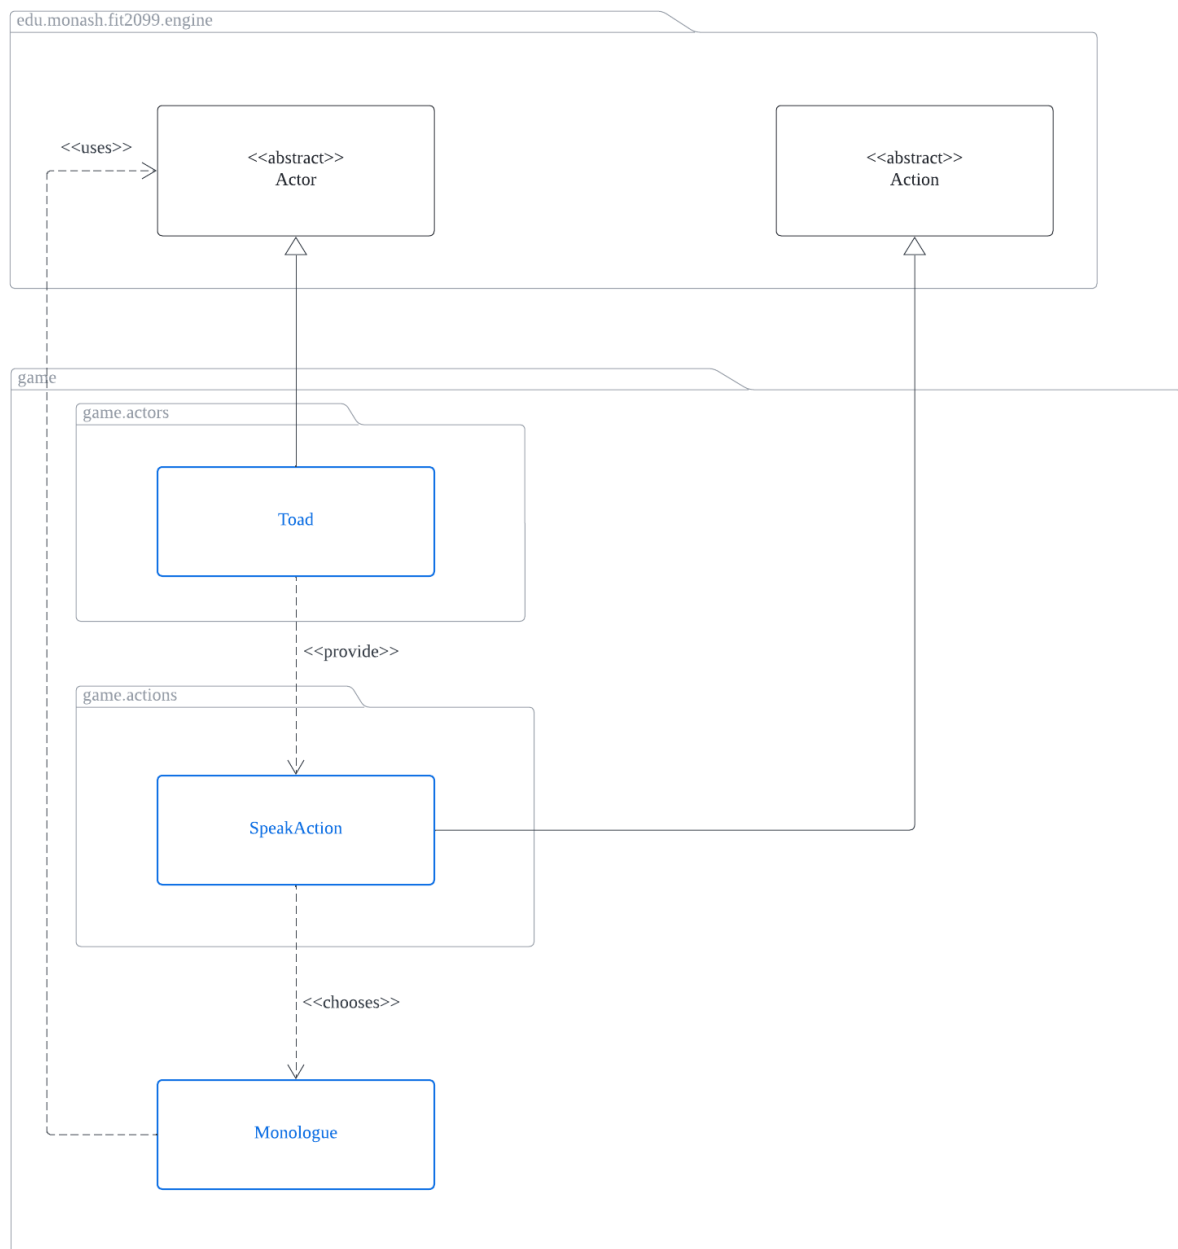 edu.monash.fit2099.engine
<<uses>>
<<abstract>>
Actor
<<abstract>>
Action
game
game.actors
Toad
<<provide>>
game.actions
SpeakAction
<<chooses>>
Monologue